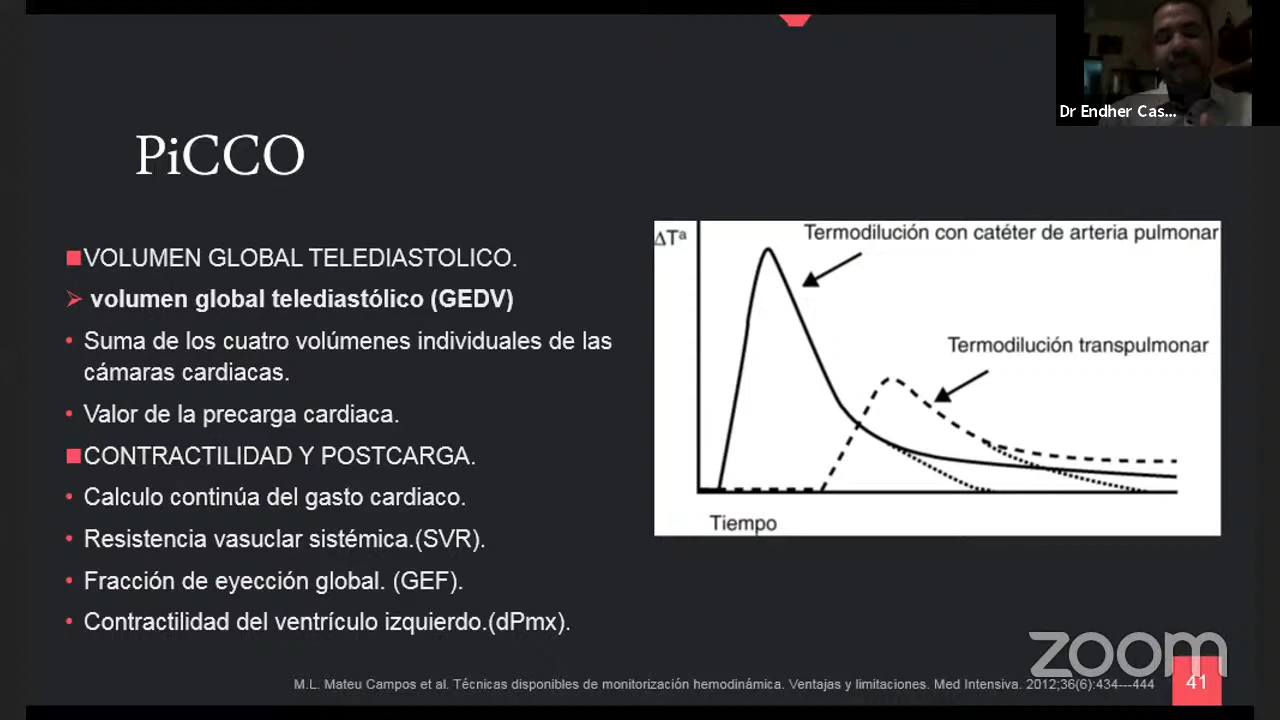 Dr Endher Cas...
PiCCO
VOLUMEN GLOBAL TELEDIASTOLICO.
volumen global telediastólico (GEDV)
Suma de los cuatro volúmenes individuales de las
cámaras cardiacas.
Valor de la precarga cardiaca.
CONTRACTILIDAD Y POSTCARGA.
Calculo continúa del gasto cardiaco.
Resistencia vasuclar sistémica.(SVR).
Fracción de eyección global. (GEF).
Contractilidad del ventrículo izquierdo.(dPmx).
ΔTª
Termodilución con catéter de arteria pulmonar
Termodilución transpulmonar
Tiempo
zoom
M.L. Mateu Campos et al. Técnicas disponibles de monitorización hemodinámica. Ventajas y limitaciones. Med Intensiva. 2012;36(6):434---444
41